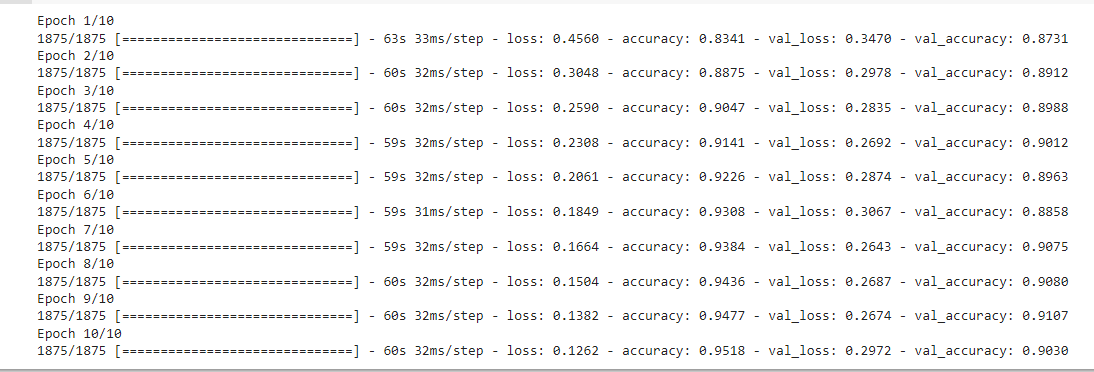 Epoch 1/10
1875/1875 [==============================] - 63s 33ms/step - loss: 0.4560 - accuracy: 0.8341 - val_loss: 0.3470 - val_accuracy: 0.8731
Epoch 2/10
1875/1875 [==============================] - 60s 32ms/step - loss: 0.3048 - accuracy: 0.8875 - val_loss: 0.2978 - val_accuracy: 0.8912
Epoch 3/10
1875/1875 [==============================] - 60s 32ms/step - loss: 0.2590 - accuracy: 0.9047 - val_loss: 0.2835 - val_accuracy: 0.8988
Epoch 4/10
1875/1875 [==============================] - 59s 32ms/step - loss: 0.2308 - accuracy: 0.9141 - val_loss: 0.2692 - val_accuracy: 0.9012
Epoch 5/10
1875/1875 [==============================] - 59s 32ms/step - loss: 0.2061 - accuracy: 0.9226 - val_loss: 0.2874 - val_accuracy: 0.8963
Epoch 6/10
1875/1875 [==============================] - 59s 31ms/step - loss: 0.1849 - accuracy: 0.9308 - val_loss: 0.3067 - val_accuracy: 0.8858
Epoch 7/10
1875/1875 [==============================] - 59s 32ms/step - loss: 0.1664 - accuracy: 0.9384 - val_loss: 0.2643 - val_accuracy: 0.9075
Epoch 8/10
1875/1875 [==============================] - 60s 32ms/step - loss: 0.1504 - accuracy: 0.9436 - val_loss: 0.2687 - val_accuracy: 0.9080
Epoch 9/10
1875/1875 [==============================] - 60s 32ms/step - loss: 0.1382 - accuracy: 0.9477 - val_loss: 0.2674 - val_accuracy: 0.9107
Epoch 10/10
1875/1875 [==============================] - 60s 32ms/step - loss: 0.1262 - accuracy: 0.9518 - val_loss: 0.2972 - val_accuracy: 0.9030